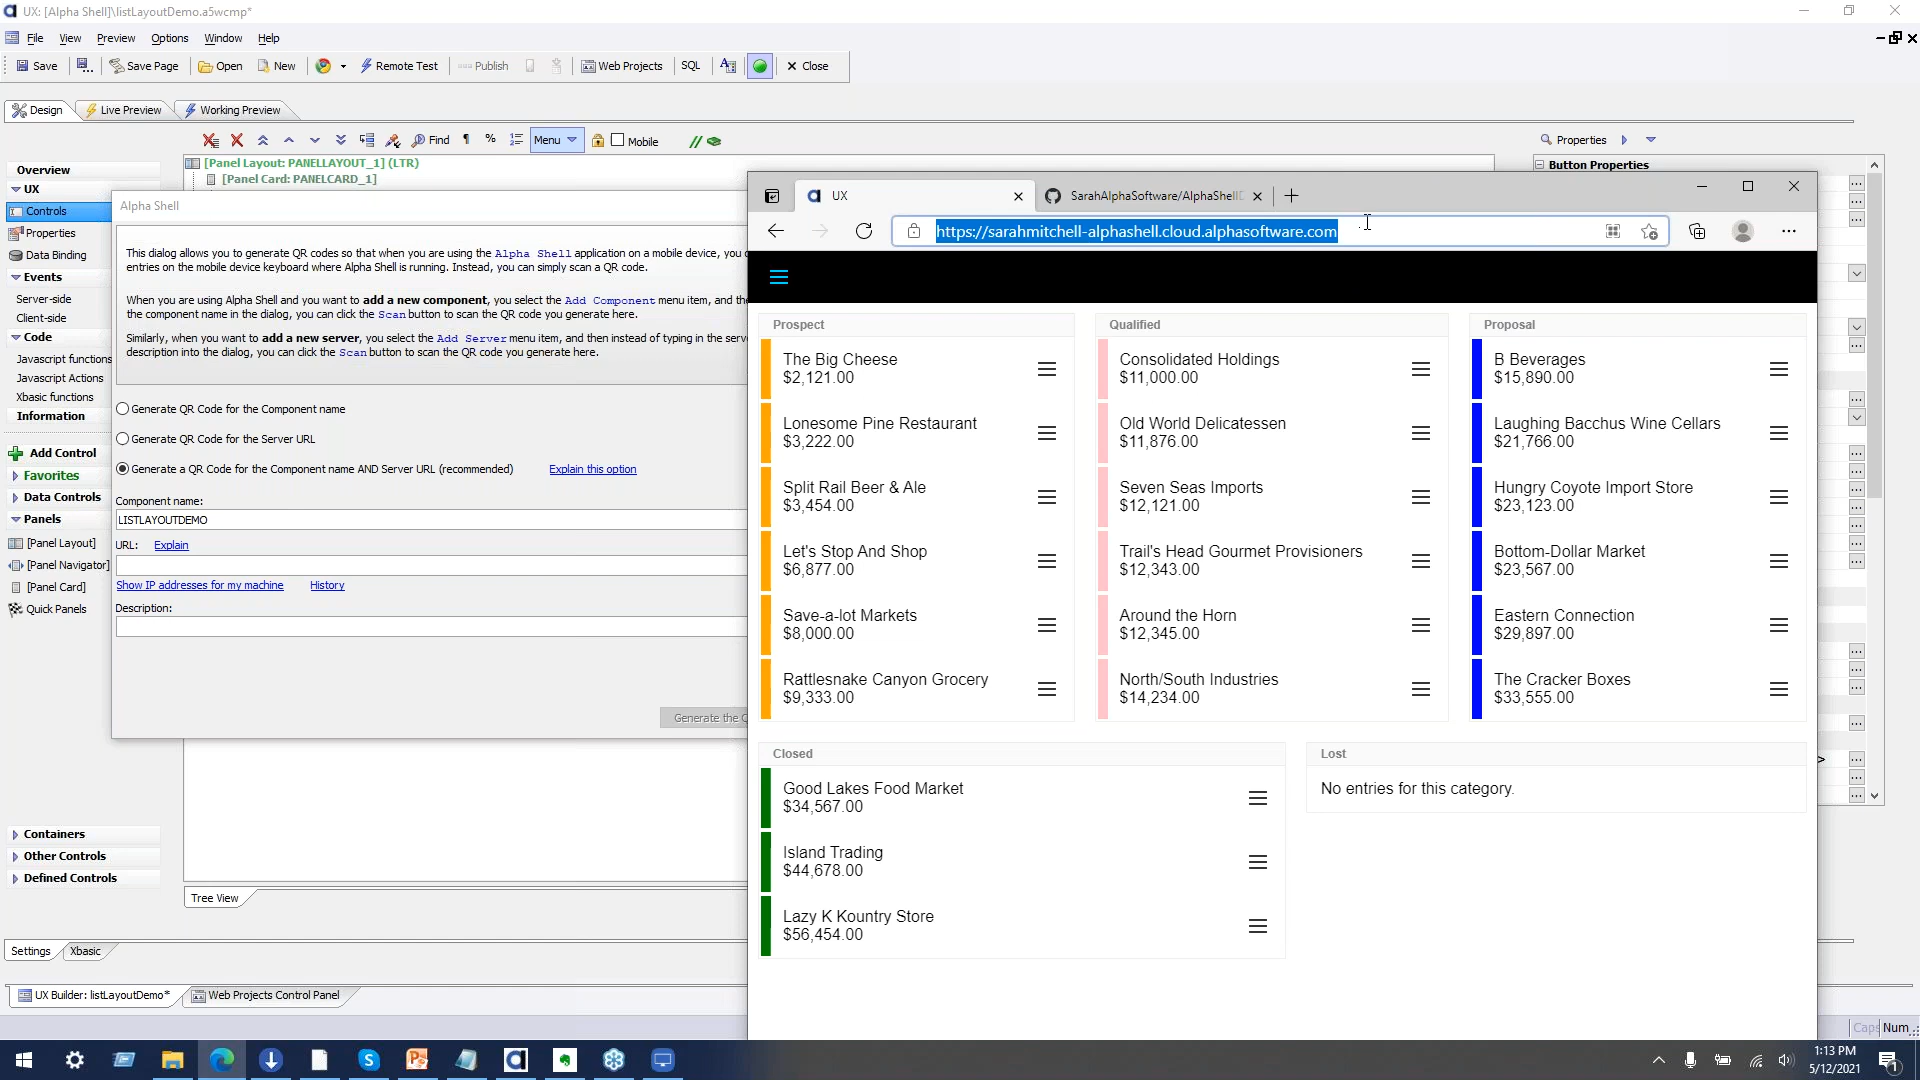 UX: [Alpha Shell]\listLayoutDemo.a5wcmp*
File View Preview Options Window Help
Save Save Page Open New Remote Test Publish Web Projects SQL Close
Design Live Preview Working Preview
Find Menu Mobile Properties
Overview
UX
Controls
Properties
Data Binding
Events
Server-side
Client-side
Code
Javascript functions
Javascript Actions
Xbasic functions
Information
Add Control
Favorites
Data Controls
Panels
[Panel Layout]
[Panel Navigator]
[Panel Card]
Quick Panels
Containers
Other Controls
Defined Controls
[Panel Layout: PANELLAYOUT_1] (LTR)
[Panel Card: PANELCARD_1]
Button Properties
Alpha Shell
This dialog allows you to generate QR codes so that when you are using the Alpha Shell application on a mobile device, you
entries on the mobile device keyboard where Alpha Shell is running. Instead, you can simply scan a QR code.
When you are using Alpha Shell and you want to add a new component, you select the Add Component menu item, and
the component name in the dialog, you can click the Scan button to scan the QR code you generate here.
Similarly, when you want to add a new server, you select the Add Server menu item, and then instead of typing in the
description into the dialog, you can click the Scan button to scan the QR code you generate here.
Generate QR Code for the Component name
Generate QR Code for the Server URL
Generate a QR Code for the Component name AND Server URL (recommended) Explain this option
Component name:
LISTLAYOUTDEMO
URL: Explain
Show IP addresses for my machine History
Description:
Generate the
UX
SarahAlphaSoftware/AlphaShell
https://sarahmitchell-alphashell.cloud.alphasoftware.com
Prospect
The Big Cheese
$2,121.00
Lonesome Pine Restaurant
$3,222.00
Split Rail Beer & Ale
$3,454.00
Let's Stop And Shop
$6,877.00
Save-a-lot Markets
$8,000.00
Rattlesnake Canyon Grocery
$9,333.00
Qualified
Consolidated Holdings
$11,000.00
Old World Delicatessen
$11,876.00
Seven Seas Imports
$12,121.00
Trail's Head Gourmet Provisioners
$12,343.00
Around the Horn
$12,345.00
North/South Industries
$14,234.00
Proposal
B Beverages
$15,890.00
Laughing Bacchus Wine Cellars
$21,766.00
Hungry Coyote Import Store
$23,123.00
Bottom-Dollar Market
$23,567.00
Eastern Connection
$29,897.00
The Cracker Boxes
$33,555.00
Closed
Good Lakes Food Market
$34,567.00
Island Trading
$44,678.00
Lazy K Kountry Store
$56,454.00
Lost
No entries for this category.
Tree View
Settings Xbasic
UX Builder: listLayoutDemo* Web Projects Control Panel
Caps Num
1:13 PM
5/12/2021